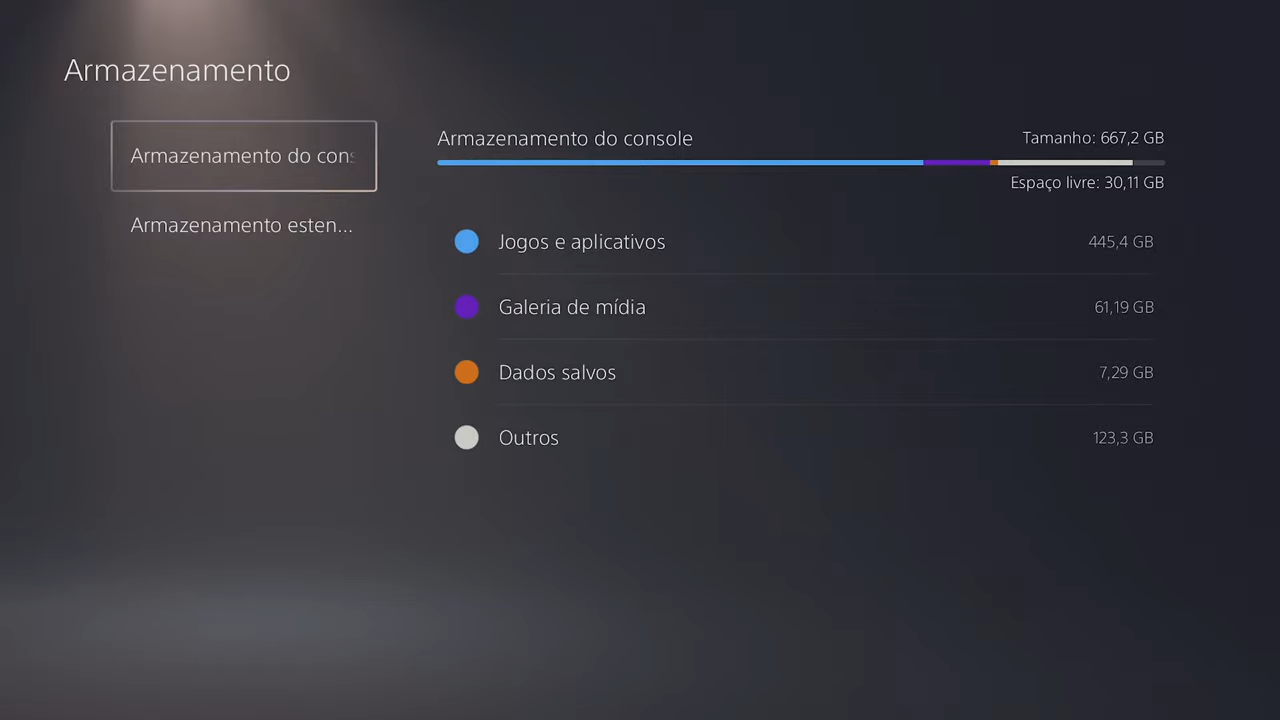 Armazenamento
Armazenamento do con
Armazenamento esten...
Armazenamento do console
Tamanho: 667,2 GB
Espaço livre: 30,11 GB
Jogos e aplicativos
445,4 GB
Galeria de mídia
61,19 GB
Dados salvos
7,29 GB
Outros
123,3 GB